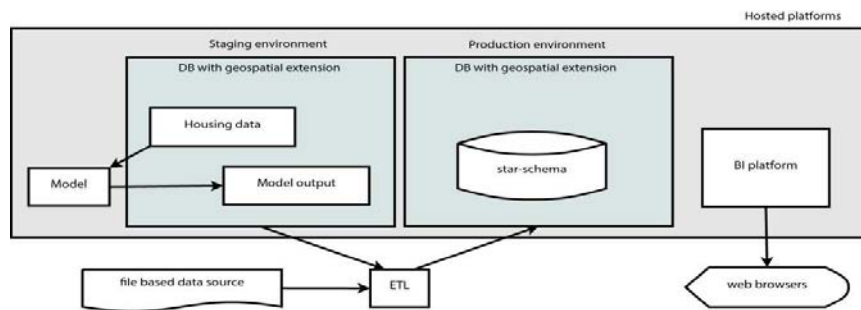 Hosted platforms
Staging environment
Production environment
DB with geospatial extension
DB with geospatial extension
Housing data
Model
Model output
star-schema
BI platform
file based data source
ETL
web browsers